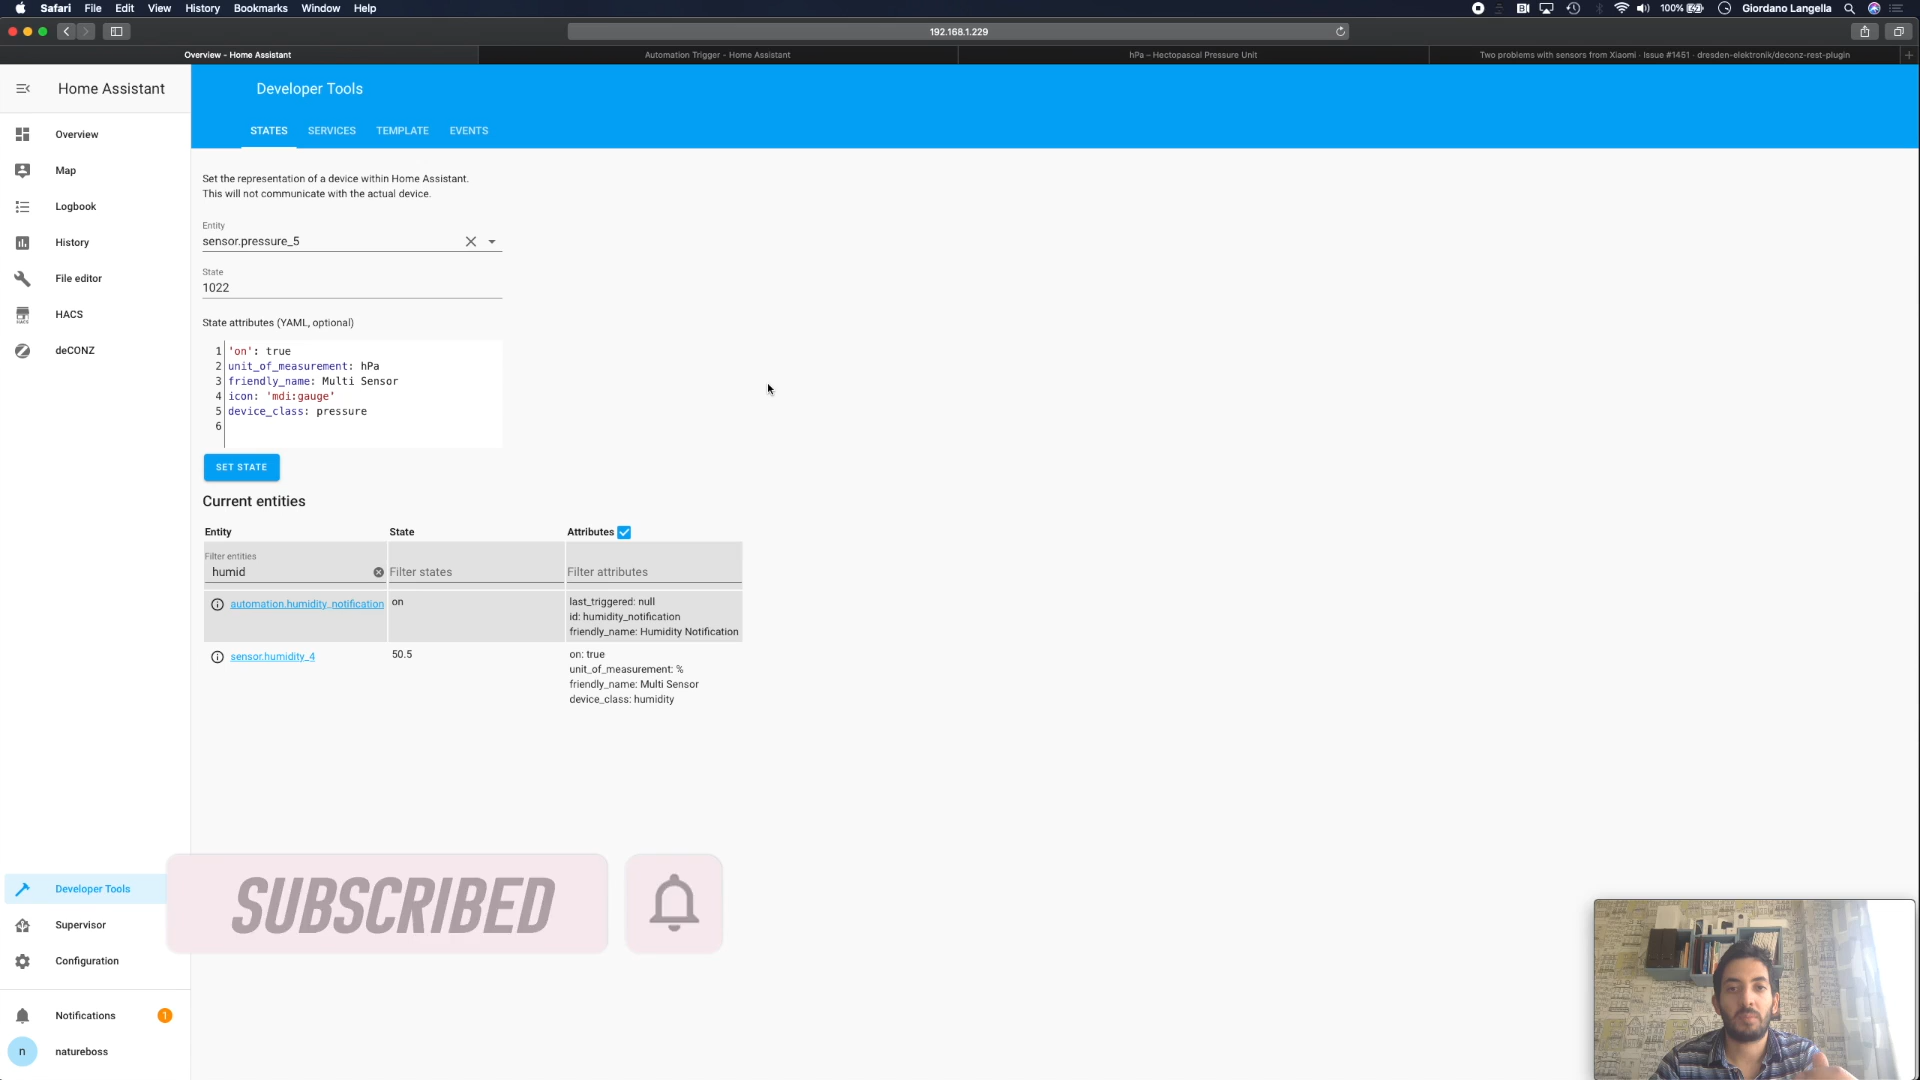 Safari File Edit View History Bookmarks Window Help
100% Giordano Langella
192.168.1.229
Overview - Home Assistant
Automation Trigger - Home Assistant
hPa – Hectopascal Pressure Unit
Two problems with sensors from Xiaomi · Issue #1451 · dresden-elektronik/deconz-rest-plugin
Home Assistant
Developer Tools
STATES SERVICES TEMPLATE EVENTS
Overview
Map
Logbook
History
File editor
HACS
deCONZ
Set the representation of a device within Home Assistant.
This will not communicate with the actual device.
Entity
sensor.pressure_5
State
1022
State attributes (YAML, optional)
1 'on': true
2 unit_of_measurement: hPa
3 friendly_name: Multi Sensor
4 icon: 'mdi:gauge'
5 device_class: pressure
6
SET STATE
Current entities
Entity State Attributes
Filter entities
humid Filter states Filter attributes
automation.humidity_notification on last_triggered: null
id: humidity_notification
friendly_name: Humidity Notification
sensor.humidity_4 50.5 on: true
unit_of_measurement: %
friendly_name: Multi Sensor
device_class: humidity
SUBSCRIBED
Developer Tools
Supervisor
Configuration
Notifications 1
n natureboss